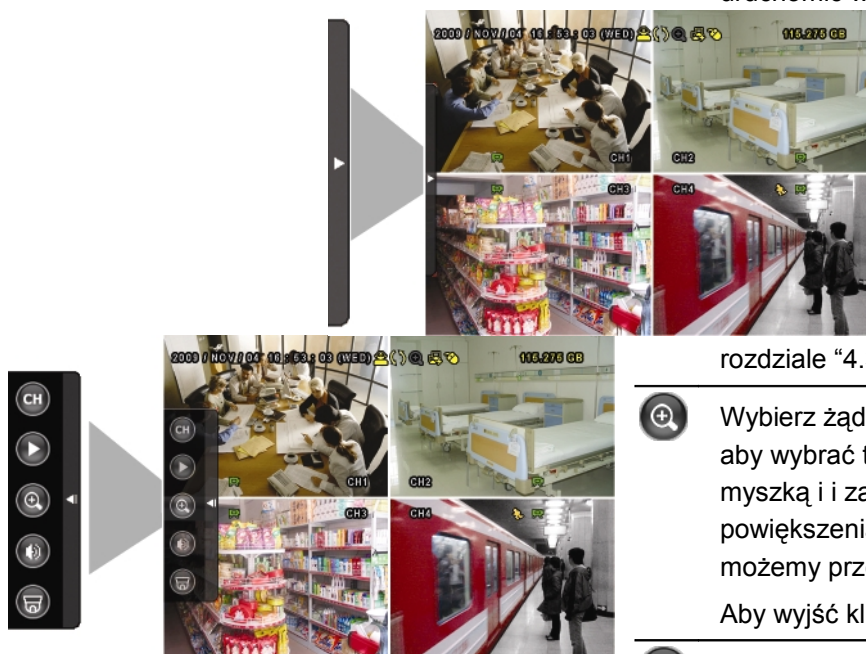 2009 / NOV / 04 16 : 53 : 03 (WED)
115.275 GB
CH1
CH2
CH3
CH4
rozdziale “4.
2009 / NOV / 04 16 : 53 : 03 (WED)
115.275 GB
CH
CH
CH1
CH2
CH3
CH4
Wybierz żąd
aby wybrać t
myszką i i za
powiększeni
możemy prz
Aby wyjść kl